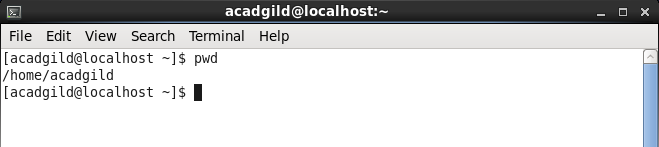 acadgild@localhost:~
File Edit View Search Terminal Help
[acadgild@localhost ~]$ pwd
/home/acadgild
[acadgild@localhost ~]$